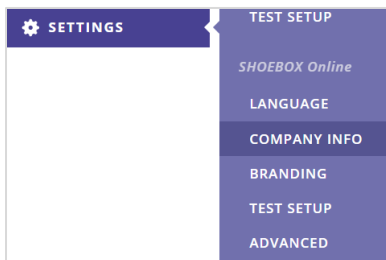 SETTINGS
TEST SETUP
SHOEBOX Online
LANGUAGE
COMPANY INFO
BRANDING
TEST SETUP
ADVANCED